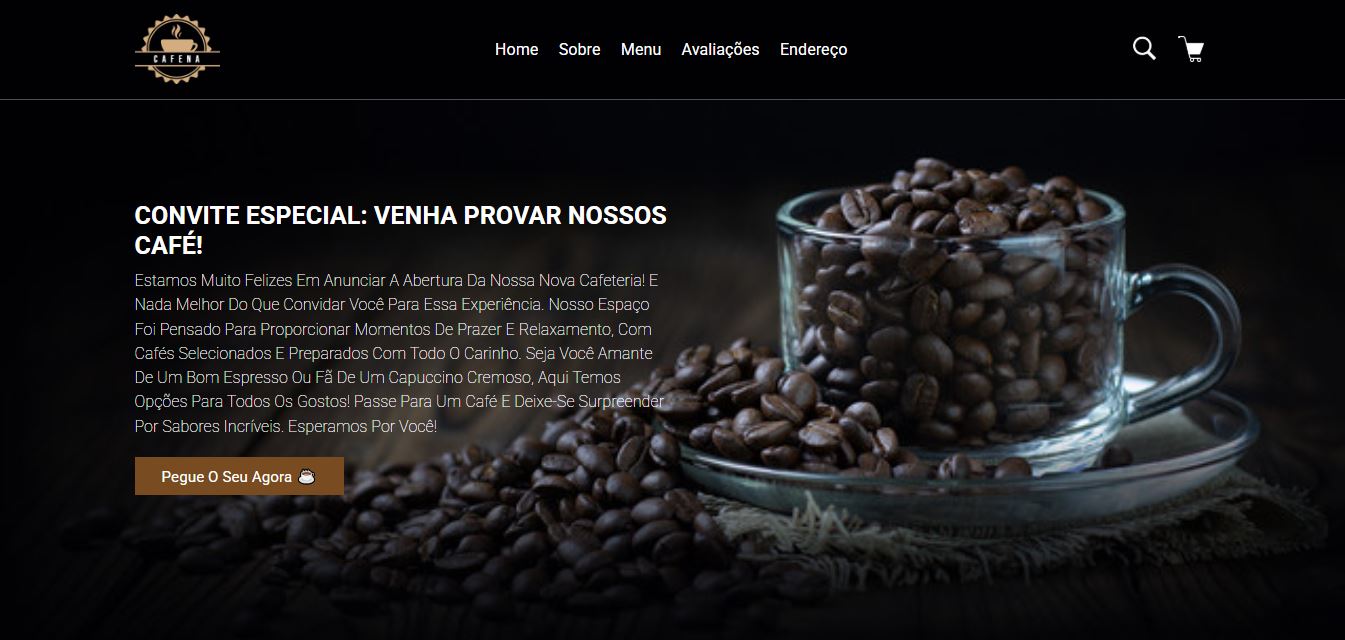 CAFENA
Home Sobre Menu Avaliações Endereço
CONVITE ESPECIAL: VENHA PROVAR NOSSOS
CAFÉ!
Estamos Muito Felizes Em Anunciar A Abertura Da Nossa Nova Cafeteria! E
Nada Melhor Do Que Convidar Você Para Essa Experiência. Nosso Espaço
Foi Pensado Para Proporcionar Momentos De Prazer E Relaxamento, Com
Cafés Selecionados E Preparados Com Todo O Carinho. Seja Você Amante
De Um Bom Espresso Ou Fã De Um Capuccino Cremoso, Aqui Temos
Opções Para Todos Os Gostos! Passe Para Um Café E Deixe-Se Surpreender
Por Sabores Incríveis. Esperamos Por Você!
Pegue O Seu Agora ☕